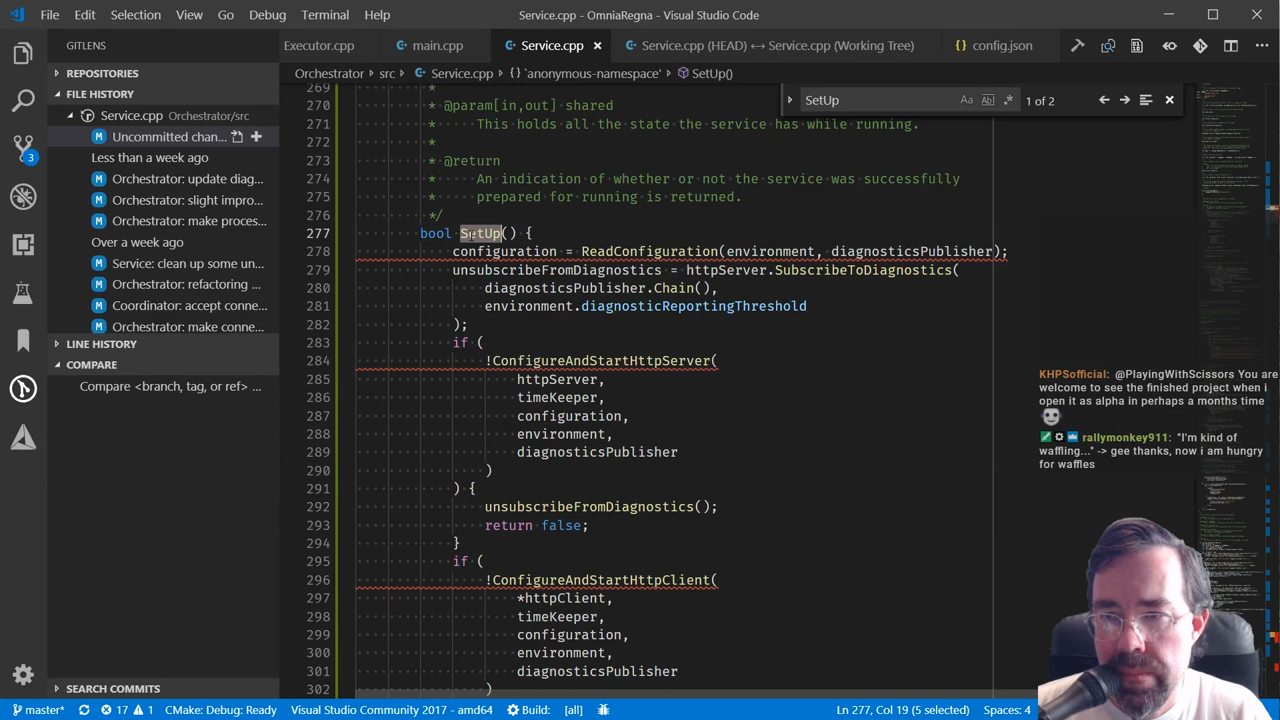 File Edit Selection View Go Debug Terminal Help Service.cpp - OmniaRegna - Visual Studio Code
GITLENS
Executor.cpp main.cpp Service.cpp Service.cpp (HEAD) ↔ Service.cpp (Working Tree) config.json
REPOSITORIES
FILE HISTORY
Service.cpp Orchestrator/src
M Uncommitted chan...
Less than a week ago
M Orchestrator: update diag...
M Orchestrator: slight impro...
M Orchestrator: make proces...
Over a week ago
M Service: clean up some un...
M Orchestrator: refactoring ...
M Coordinator: accept conne...
M Orchestrator: make conne...
LINE HISTORY
COMPARE
Compare <branch, tag, or ref> ...
SEARCH COMMITS
3
Orchestrator > src > Service.cpp > {} `anonymous-namespace' > SetUp()
SetUp Aa Abl .* 1 of 2
269 *
270 * @param[in,out] shared
271 * This holds all the state the service has while running.
272 *
273 * @return
274 * An indication of whether or not the service was successfully
275 * prepared for running is returned.
276 */
277 bool SetUp() {
278 configuration = ReadConfiguration(environment, diagnosticsPublisher);
279 unsubscribeFromDiagnostics = httpServer.SubscribeToDiagnostics(
280 diagnosticsPublisher.Chain(),
281 environment.diagnosticReportingThreshold
282 );
283 if (
284 !ConfigureAndStartHttpServer(
285 httpServer,
286 timeKeeper,
287 configuration,
288 environment,
289 diagnosticsPublisher
290 )
291 ) {
292 unsubscribeFromDiagnostics();
293 return false;
294 }
295 if (
296 !ConfigureAndStartHttpClient(
297 *httpClient,
298 timeKeeper,
299 configuration,
300 environment,
301 diagnosticsPublisher
302 )
KHPSofficial: @PlayingWithScissors You are
welcome to see the finished project when i
open it as alpha in perhaps a months time
rallymonkey911: "I'm kind of
waffling..." -> gee thanks, now i am hungry
for waffles
master* 17 1 CMake: Debug: Ready Visual Studio Community 2017 - amd64 Build: [all] Ln 277, Col 19 (5 selected) Spaces: 4